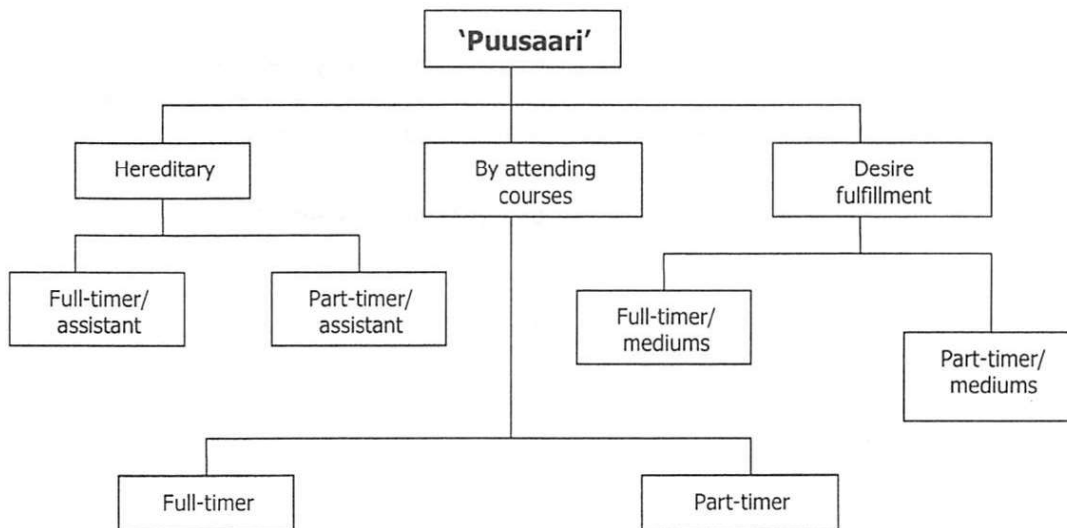 ‘Puusaari’
Hereditary
By attending
courses
Desire
fulfillment
Full-timer/
assistant
Part-timer/
assistant
Full-timer/
mediums
Part-timer/
mediums
Full-timer
Part-timer